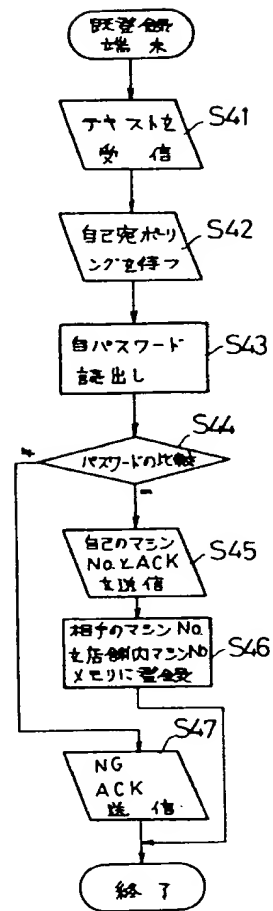 既登録
端末
テキストを
受信
S41
自己宛ポーリ
ングを待つ
S42
自パスワード
読出し
S43
S44
パスワードの比較
≠
=
自己のマシン
No.とACK
を送信
S45
相手のマシンNo.
を店舗内マシンNo
メモリに登録
S46
S47
NG
ACK
送信
終了